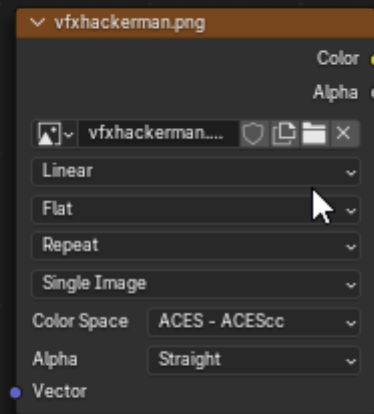 vfxhackerman.png
Color
Alpha
vfxhackerman....
Linear
Flat
Repeat
Single Image
Color Space ACES - ACEScc
Alpha Straight
Vector